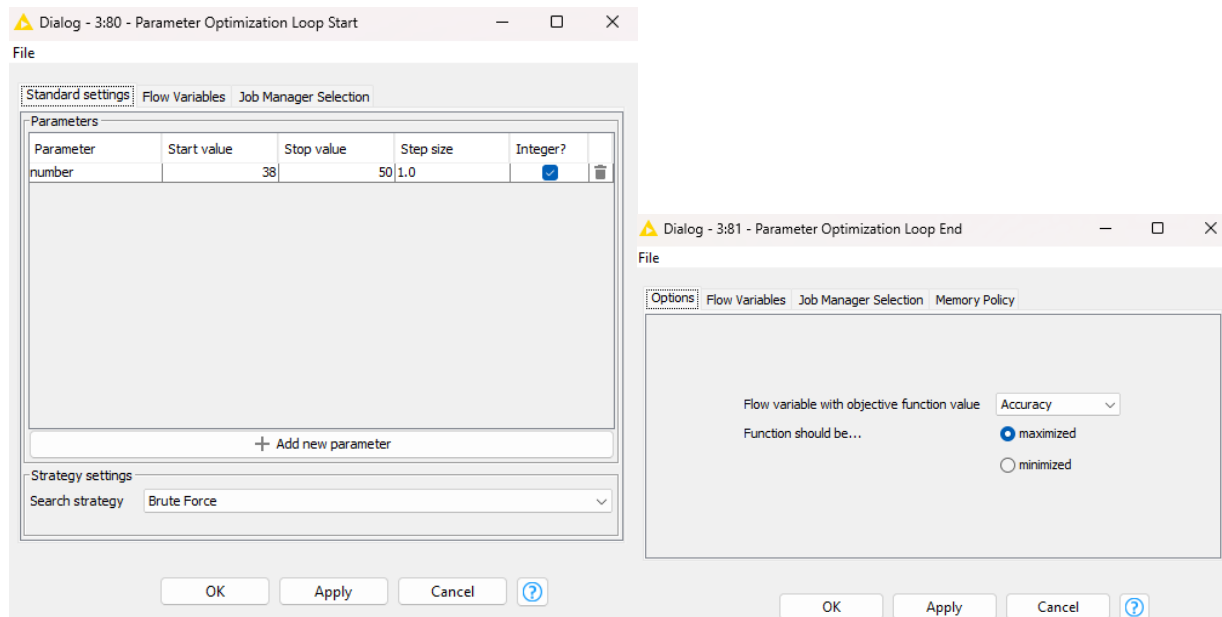 Dialog - 3:80 - Parameter Optimization Loop Start
File
Standard settings Flow Variables Job Manager Selection
Parameters
Parameter Start value Stop value Step size Integer?
number 38 50 1.0
Add new parameter
Strategy settings
Search strategy Brute Force
OK Apply Cancel ?
Dialog - 3:81 - Parameter Optimization Loop End
File
Options Flow Variables Job Manager Selection Memory Policy
Flow variable with objective function value Accuracy
Function should be... maximized
minimized
OK Apply Cancel ?